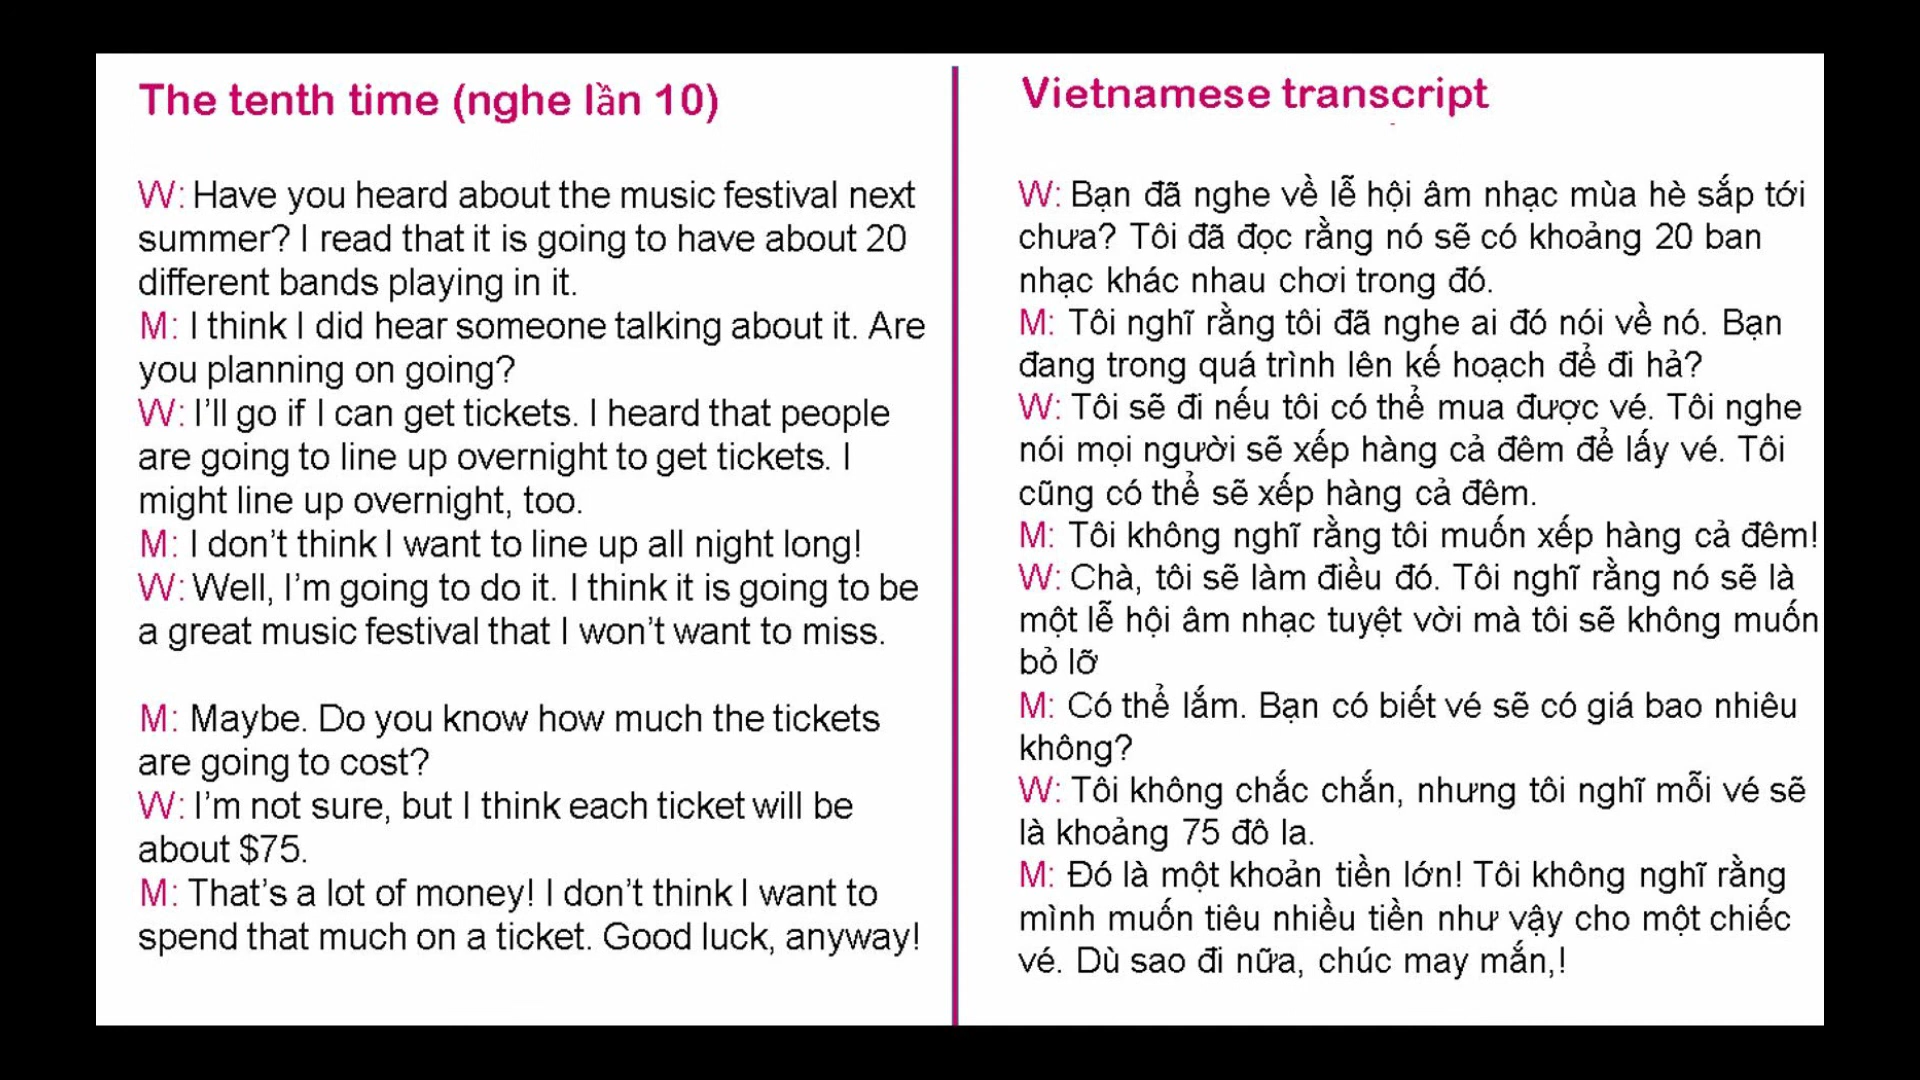 The tenth time (nghe lần 10)
W: Have you heard about the music festival next
summer? I read that it is going to have about 20
different bands playing in it.
M: I think I did hear someone talking about it. Are
you planning on going?
W: I'll go if I can get tickets. I heard that people
are going to line up overnight to get tickets. I
might line up overnight, too.
M: I don't think I want to line up all night long!
W: Well, I'm going to do it. I think it is going to be
a great music festival that I won't want to miss.
M: Maybe. Do you know how much the tickets
are going to cost?
W: I'm not sure, but I think each ticket will be
about $75.
M: That's a lot of money! I don't think I want to
spend that much on a ticket. Good luck, anyway!
Vietnamese transcript
W: Bạn đã nghe về lễ hội âm nhạc mùa hè sắp tới
chưa? Tôi đã đọc rằng nó sẽ có khoảng 20 ban
nhạc khác nhau chơi trong đó.
M: Tôi nghĩ rằng tôi đã nghe ai đó nói về nó. Bạn
đang trong quá trình lên kế hoạch để đi hả?
W: Tôi sẽ đi nếu tôi có thể mua được vé. Tôi nghe
nói mọi người sẽ xếp hàng cả đêm để lấy vé. Tôi
cũng có thể sẽ xếp hàng cả đêm.
M: Tôi không nghĩ rằng tôi muốn xếp hàng cả đêm!
W: Chà, tôi sẽ làm điều đó. Tôi nghĩ rằng nó sẽ là
một lễ hội âm nhạc tuyệt vời mà tôi sẽ không muốn
bỏ lỡ
M: Có thể lắm. Bạn có biết vé sẽ có giá bao nhiêu
không?
W: Tôi không chắc chắn, nhưng tôi nghĩ mỗi vé sẽ
là khoảng 75 đô la.
M: Đó là một khoản tiền lớn! Tôi không nghĩ rằng
mình muốn tiêu nhiều tiền như vậy cho một chiếc
vé. Dù sao đi nữa, chúc may mắn,!